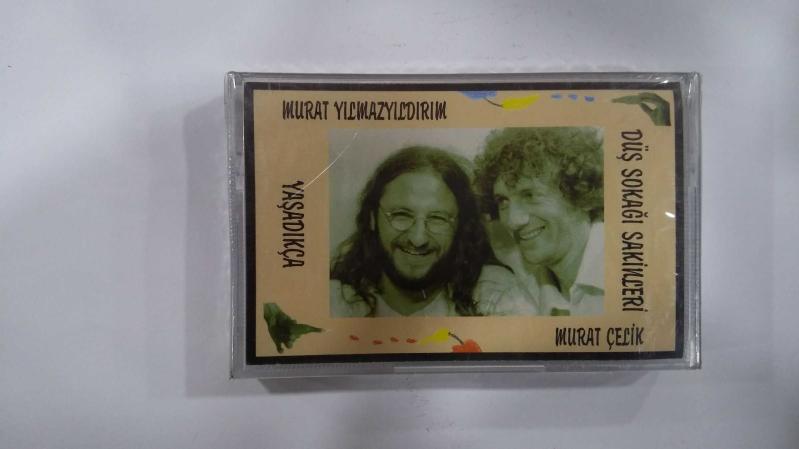 MURAT YILMAZYILDIRIM
DÜŞ SOKAĞI SAKİNLERİ
YAŞADIKÇA
MURAT ÇELİK